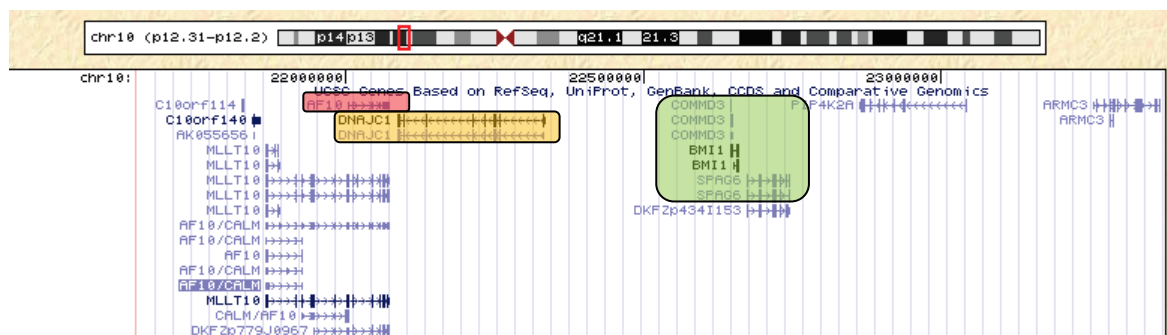 chr10 (p12.31-p12.2) p14 p13 q21.1 21.3
chr10: 22000000| 22500000| 23000000|
UCSC Genes Based on RefSeq, UniProt, GenBank, CCDS and Comparative Genomics
C10orf114 AF10 COMMD3 PIP4K2A ARMC3
C10orf140 DNAJC1 COMMD3 ARMC3
AK055656 DNAJC1 COMMD3
MLLT10 BMI1
MLLT10 BMI1
MLLT10 SPAG6
MLLT10 SPAG6
MLLT10 DKFZp434I153
AF10/CALM
AF10/CALM
AF10
AF10/CALM
AF10/CALM
MLLT10
CALM/AF10
DKFZp779J0967